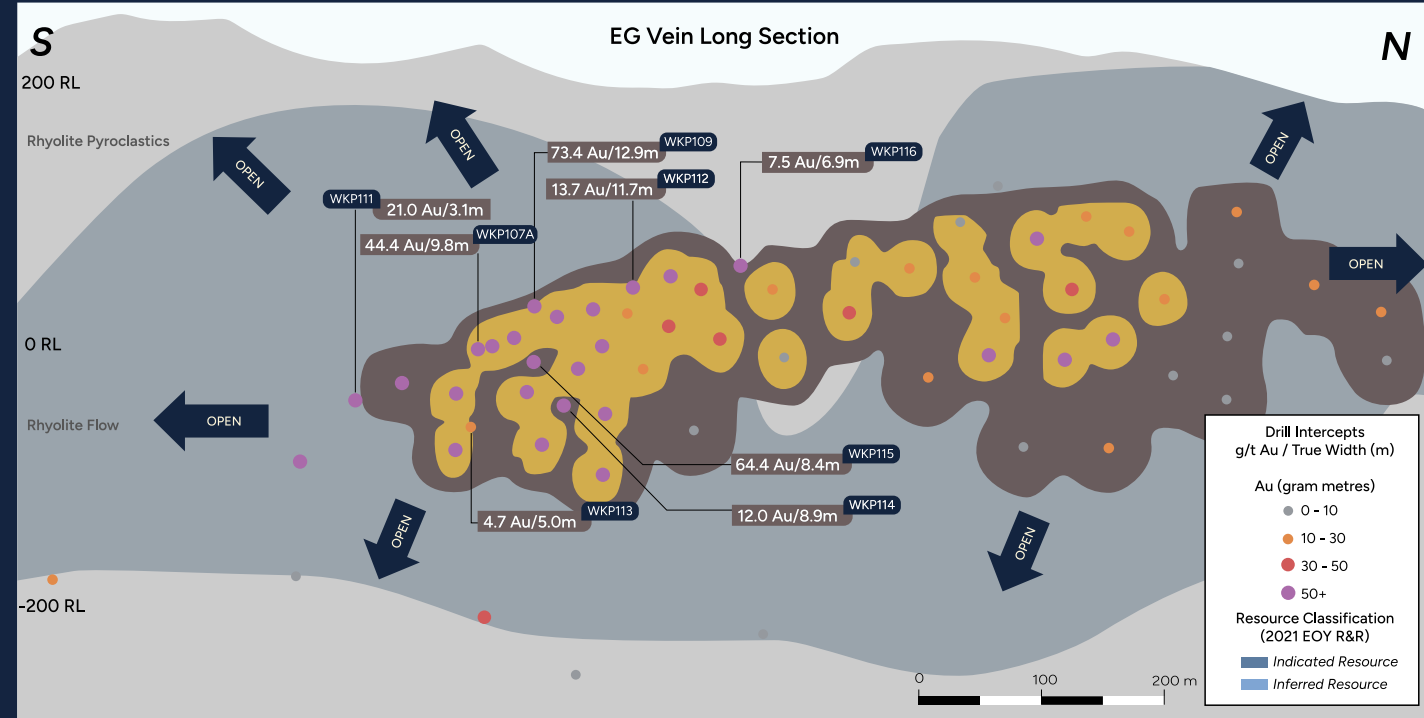 EG Vein Long Section
S
N
200 RL
Rhyolite Pyroclastics
OPEN
OPEN
OPEN
73.4 Au/12.9m
WKP109
7.5 Au/6.9m
WKP116
13.7 Au/11.7m
WKP112
WKP111
21.0 Au/3.1m
44.4 Au/9.8m
WKP107A
OPEN
0 RL
Rhyolite Flow
OPEN
64.4 Au/8.4m
WKP115
12.0 Au/8.9m
WKP114
4.7 Au/5.0m
WKP113
OPEN
OPEN
-200 RL
Drill Intercepts
g/t Au / True Width (m)
Au (gram metres)
0 - 10
10 - 30
30 - 50
50+
Resource Classification
(2021 EOY R&R)
Indicated Resource
Inferred Resource
0 100 200 m